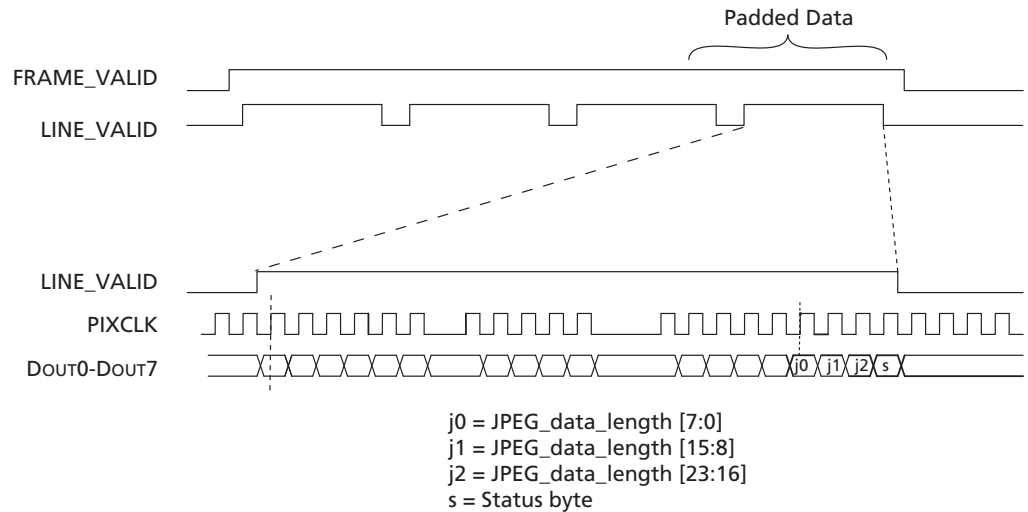 Padded Data
FRAME_VALID
LINE_VALID
LINE_VALID
PIXCLK
DOUT0-DOUT7
j0 j1 j2 s
j0 = JPEG_data_length [7:0]
j1 = JPEG_data_length [15:8]
j2 = JPEG_data_length [23:16]
s = Status byte